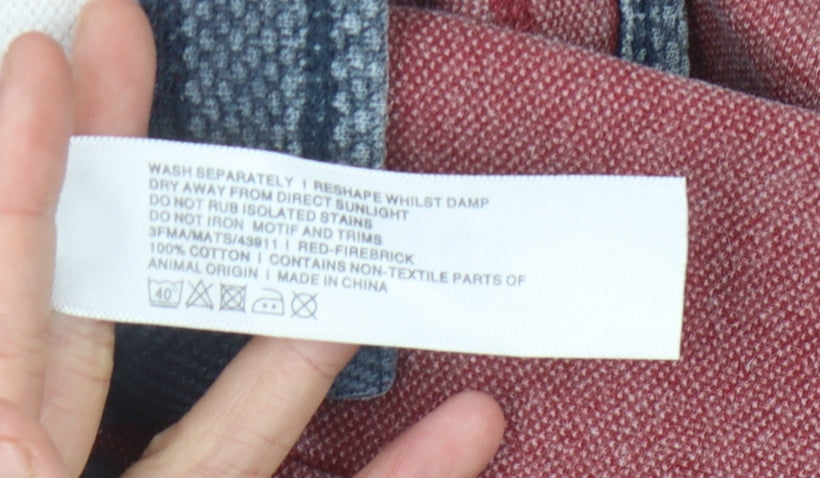 WASH SEPARATELY | RESHAPE WHILST DAMP
DRY AWAY FROM DIRECT SUNLIGHT
DO NOT RUB ISOLATED STAINS
DO NOT IRON MOTIF AND TRIMS
3FMA/MATS/43911 | RED-FIREBRICK
100% COTTON | CONTAINS NON-TEXTILE PARTS OF
ANIMAL ORIGIN | MADE IN CHINA
40